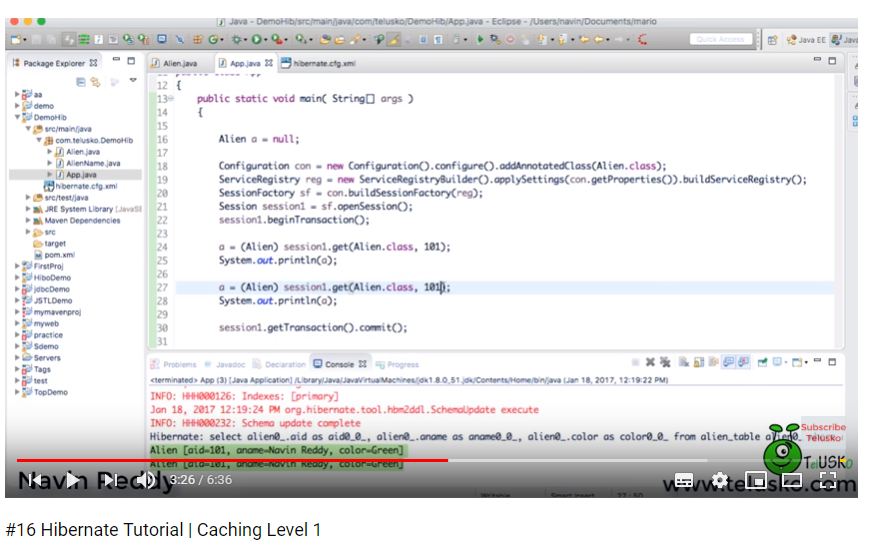 Java - DemoHib/src/main/java/com/telusko/DemoHib/App.java - Eclipse - /Users/navin/Documents/mario
Quick Access
Java EE
Java
Package Explorer
Alien.java
App.java
hibernate.cfg.xml
aa
demo
DemoHib
src/main/java
com.telusko.DemoHib
Alien.java
AlienName.java
App.java
hibernate.cfg.xml
src/test/java
JRE System Library [JavaSE
Maven Dependencies
src
target
pom.xml
FirstProj
HiboDemo
jdbcDemo
JSTLDemo
mymavenproj
myweb
practice
Sdemo
Servers
Tags
test
TopDemo
public class App
12 {
13 public static void main( String[] args )
14 {
15
16 Alien a = null;
17
18 Configuration con = new Configuration().configure().addAnnotatedClass(Alien.class);
19 ServiceRegistry reg = new ServiceRegistryBuilder().applySettings(con.getProperties()).buildServiceRegistry();
20 SessionFactory sf = con.buildSessionFactory(reg);
21 Session session1 = sf.openSession();
22 session1.beginTransaction();
23
24 a = (Alien) session1.get(Alien.class, 101);
25 System.out.println(a);
26
27 a = (Alien) session1.get(Alien.class, 101);
28 System.out.println(a);
29
30 session1.getTransaction().commit();
31
Problems Javadoc Declaration Console Progress
<terminated> App (3) [Java Application] /Library/Java/JavaVirtualMachines/jdk1.8.0_51.jdk/Contents/Home/bin/java (Jan 18, 2017, 12:19:22 PM)
INFO: HHH000126: Indexes: [primary]
Jan 18, 2017 12:19:24 PM org.hibernate.tool.hbm2ddl.SchemaUpdate execute
INFO: HHH000232: Schema update complete
Hibernate: select alien0_.aid as aid0_0_, alien0_.aname as aname0_0_, alien0_.color as color0_0_ from alien_table alien0_
Alien [aid=101, aname=Navin Reddy, color=Green]
Alien [aid=101, aname=Navin Reddy, color=Green]
Subscribe
Telusko
TelUSKO
Navin Reddy
3:26 / 6:36
www.telusko.com
Writable Smart Insert 27 : 50
#16 Hibernate Tutorial | Caching Level 1